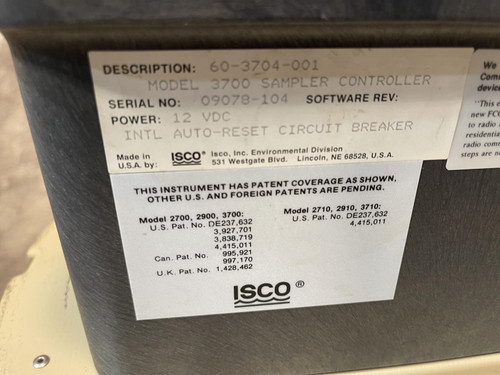 DESCRIPTION: 60-3704-001
MODEL 3700 SAMPLER CONTROLLER
SERIAL NO: 09078-104 SOFTWARE REV:
POWER: 12 VDC
INTL AUTO-RESET CIRCUIT BREAKER
Made in U.S.A. by: ISCO® Isco, Inc. Environmental Division
531 Westgate Blvd. Lincoln, NE 68528, U.S.A.
We
Com
device
"This e
new FCC
to radio
residentia
radio comm
steps are n
THIS INSTRUMENT HAS PATENT COVERAGE AS SHOWN,
OTHER U.S. AND FOREIGN PATENTS ARE PENDING.
Model 2700, 2900, 3700:
U.S. Pat. No. DE237,632
3,927,701
3,838,719
4,415,011
Can. Pat. No. 995,921
997,170
U.K. Pat. No. 1,428,462
Model 2710, 2910, 3710:
U.S. Pat. No. DE237,632
4,415,011
ISCO®